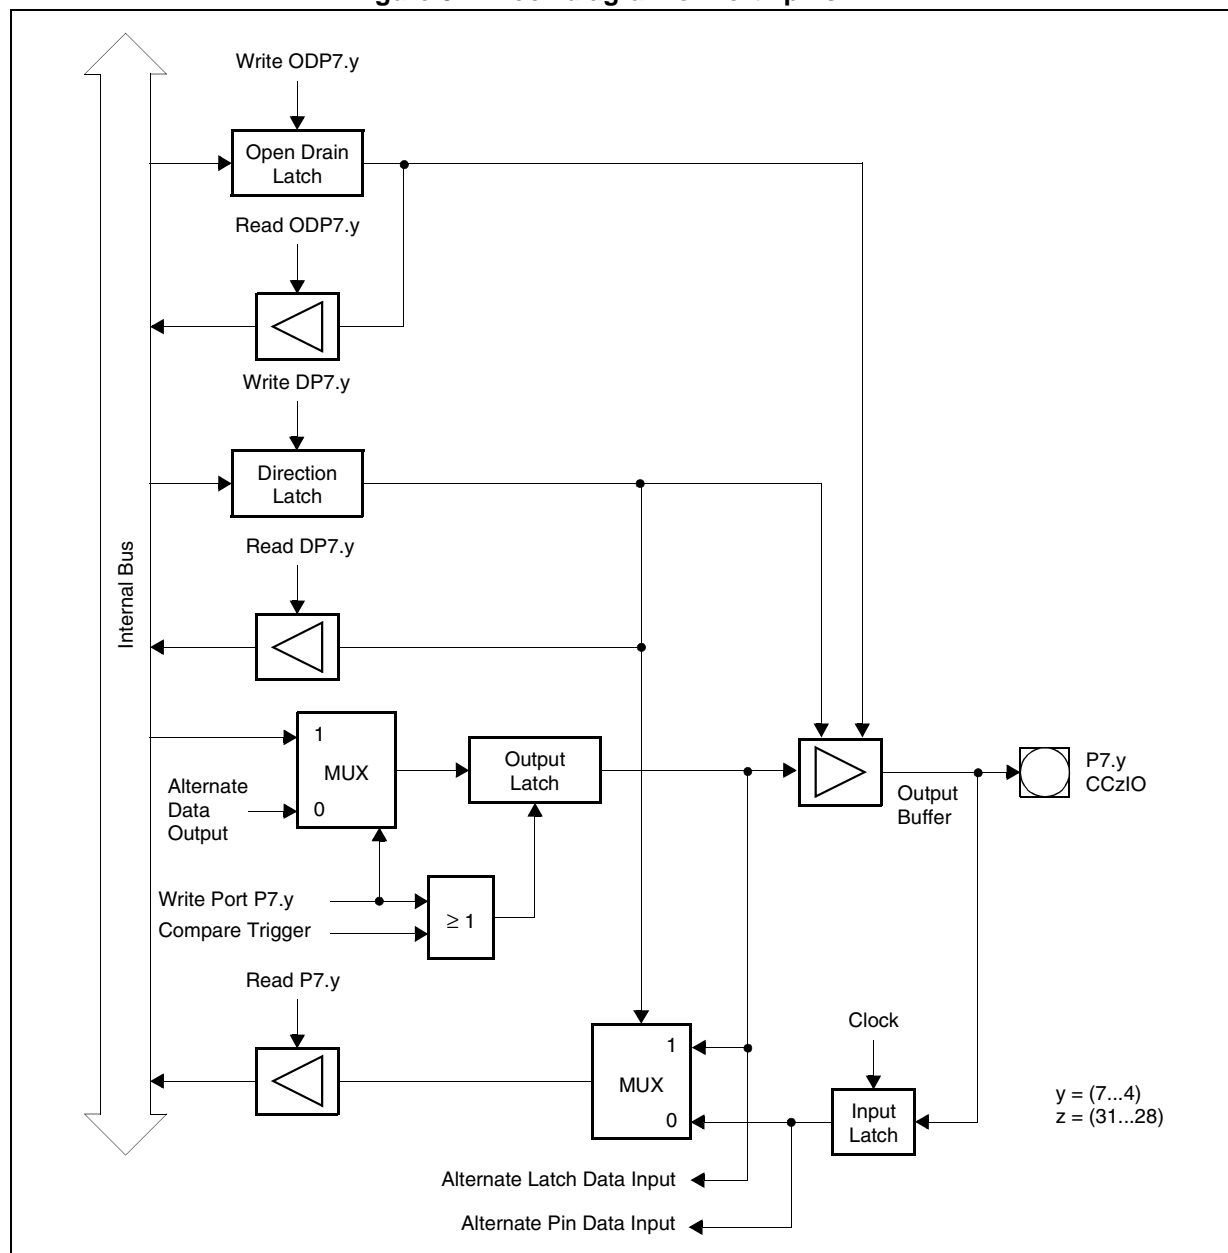 Write ODP7.y
Open Drain
Latch
Read ODP7.y
Write DP7.y
Direction
Latch
Read DP7.y
Internal Bus
1
MUX
0
Alternate
Data
Output
Output
Latch
Output
Buffer
P7.y
CCzIO
Write Port P7.y
Compare Trigger
≥ 1
Read P7.y
1
MUX
0
Clock
Input
Latch
y = (7...4)
z = (31...28)
Alternate Latch Data Input
Alternate Pin Data Input